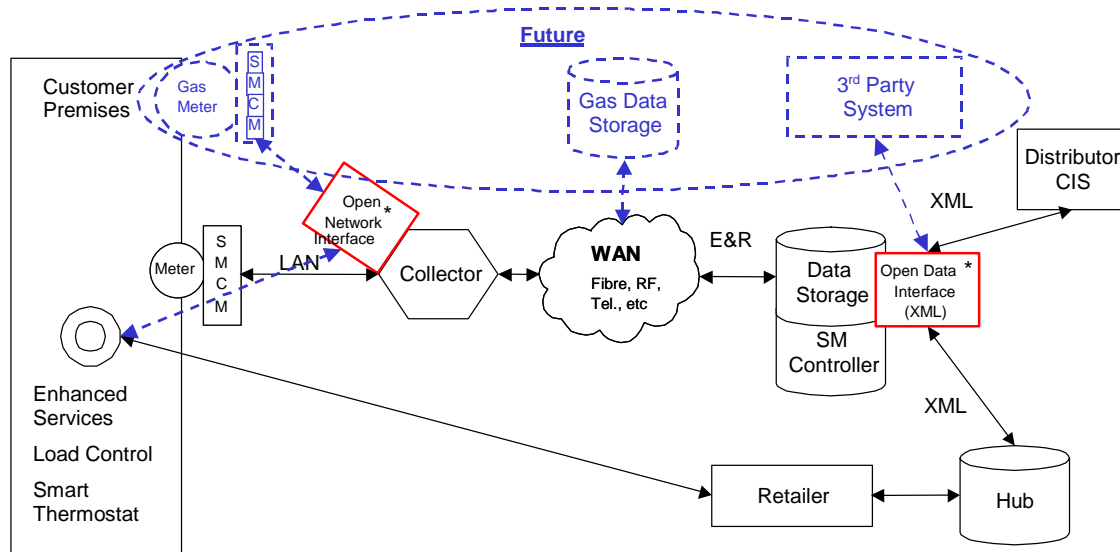 Future
Customer
Premises
Gas
Meter
S
M
C
M
Gas Data
Storage
3rd Party
System
Distributor
CIS
XML
Open *
Network
Interface
S
M
C
M
Meter
LAN
Collector
WAN
Fibre, RF,
Tel., etc
E&R
Data
Storage
Open Data *
Interface
(XML)
SM
Controller
XML
Enhanced
Services
Load Control
Smart
Thermostat
Retailer
Hub